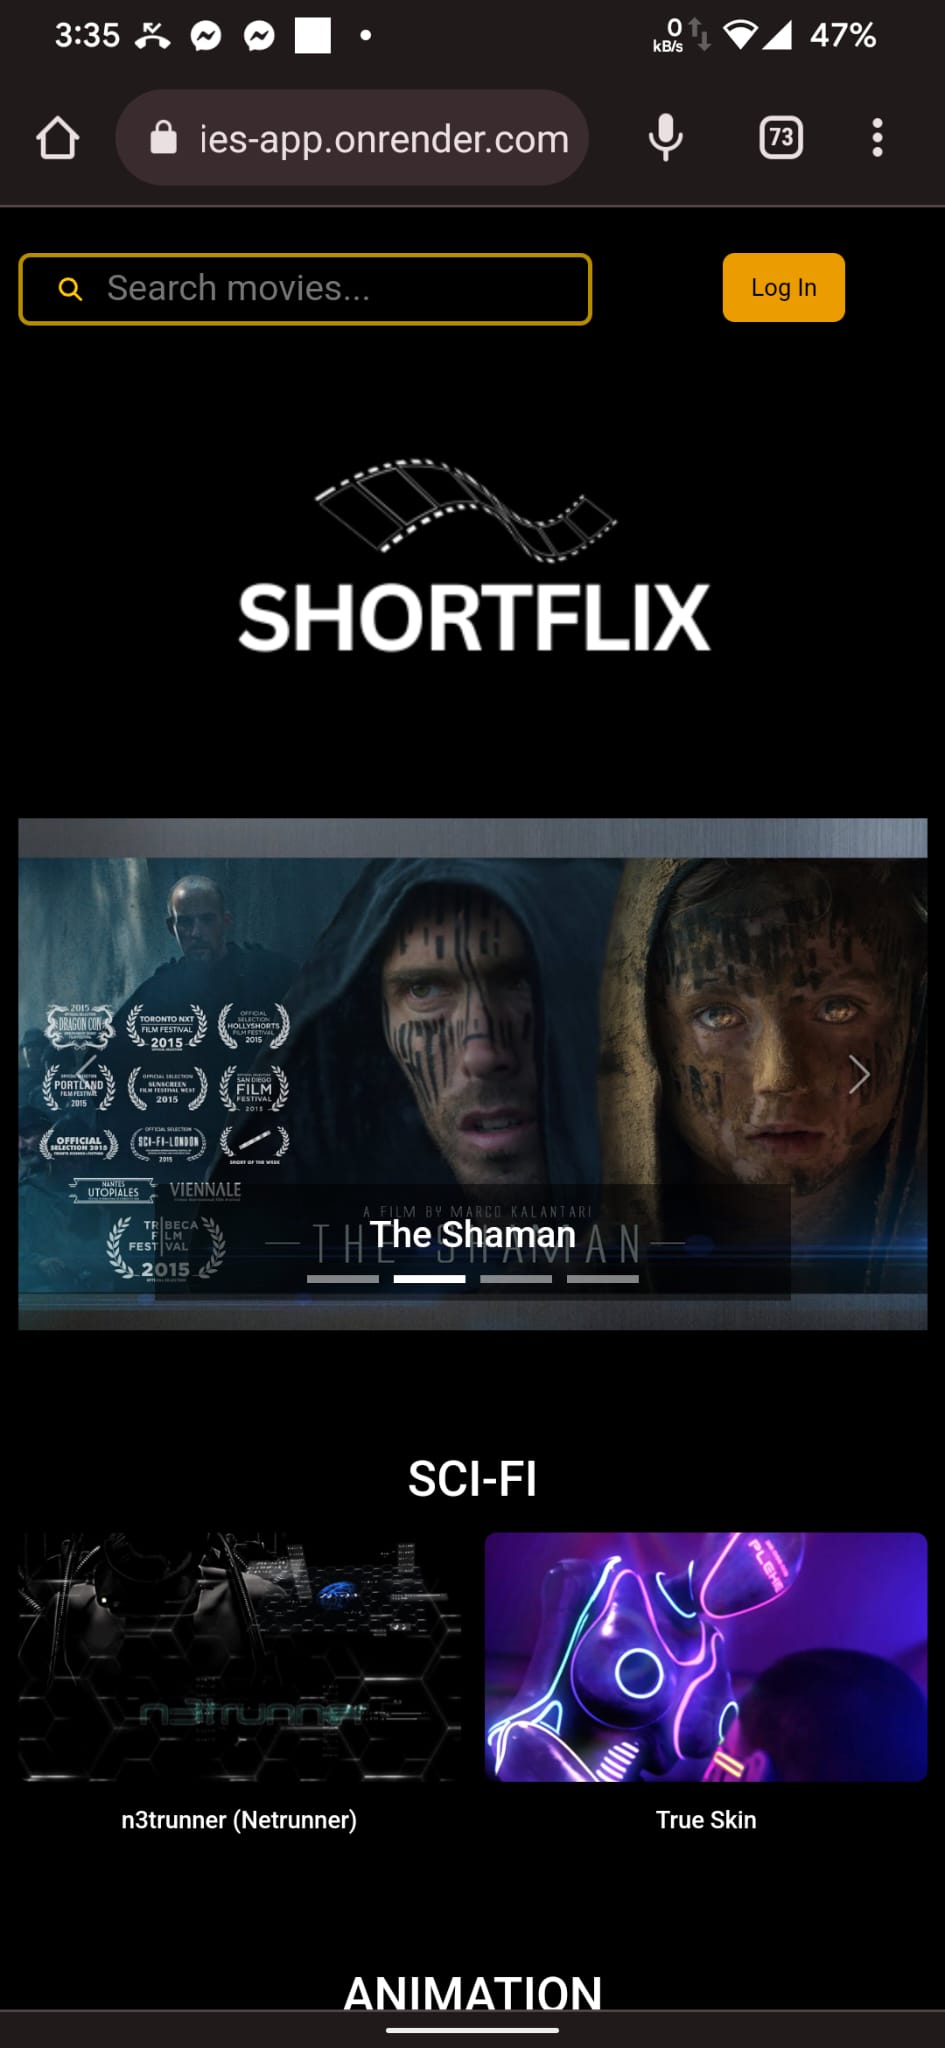 3:35
0 kB/s
47%
ies-app.onrender.com
73
Search movies...
Log In
SHORTFLIX
2015
DRAGON CON
TORONTO NXT
FILM FESTIVAL
2015
OFFICIAL
SELECTION
HOLLYSHORTS
FILM FESTIVAL
2015
OFFICIAL SELECTION
PORTLAND
FILM FESTIVAL
2015
OFFICIAL SELECTION
SUNSCREEN
FILM FESTIVAL WEST
2015
SAN DIEGO
FILM
FESTIVAL
2015
OFFICIAL
SELECTION 2015
OFFICIAL SELECTION
SCI-FI-LONDON
2015
SHORT OF THE WEEK
NANTES
UTOPIALES
VIENNALE
TRIBECA
FILM
FESTIVAL
2015
A FILM BY MARCO KALANTARI
THE SHAMAN
The Shaman
SCI-FI
n3trunner
PLEHE
n3trunner (Netrunner)
True Skin
ANIMATION